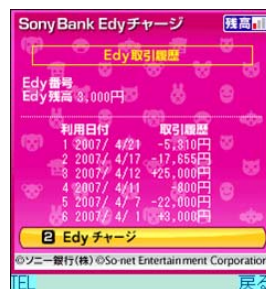 SonyBank Edyチャージ 残高
Edy取引履歴
Edy番号
Edy残高 3,000円
利用日付 取引履歴
1 2007/ 4/21 -5,310円
2 2007/ 4/17 -17,655円
3 2007/ 4/12 +25,000円
4 2007/ 4/11 -800円
5 2007/ 4/ 7 -22,000円
6 2007/ 4/ 1 +3,000円
2 Edy チャージ
©ソニー銀行(株) ©So-net Entertainment Corporation
TEL 戻る